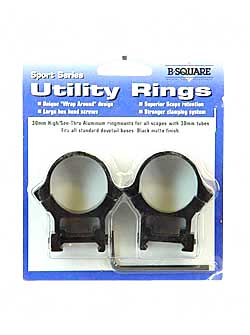 Sport Series
B-SQUARE
Utility Rings
Unique "Wrap Around" design
Large hex head screws
Superior Scope retention
Stronger clamping system
30mm High/See-Thru Aluminum ringmounts for all scopes with 30mm tubes
Fits all standard dovetail bases. Black matte finish.